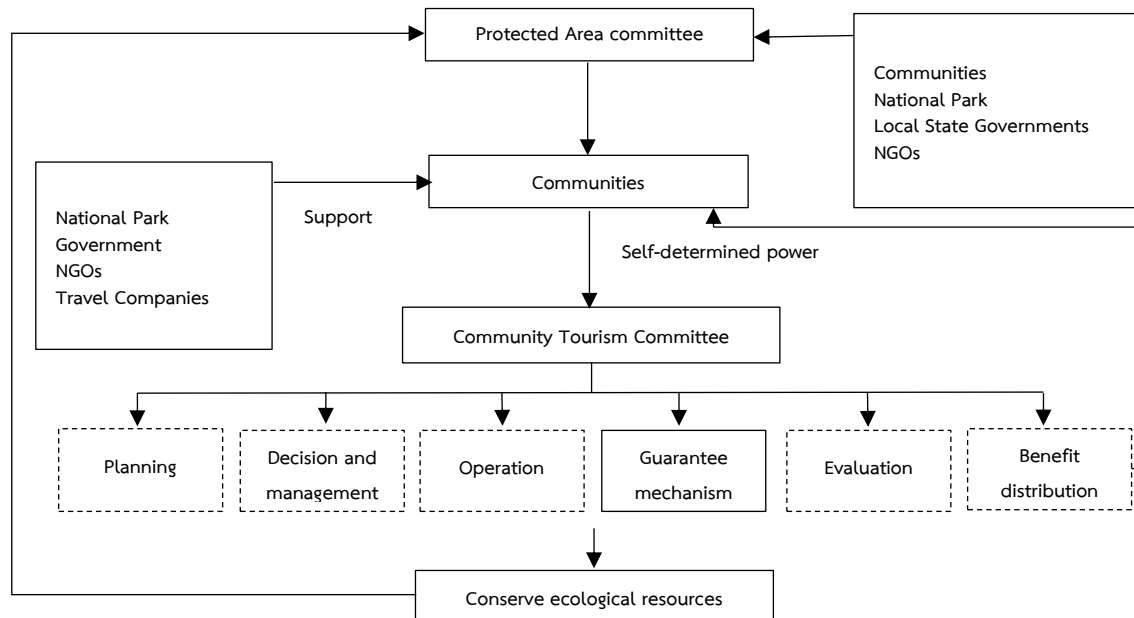 Protected Area committee
Communities
National Park
Local State Governments
NGOs
Communities
National Park
Government
NGOs
Travel Companies
Support
Self-determined power
Community Tourism Committee
Planning
Decision and
management
Operation
Guarantee
mechanism
Evaluation
Benefit
distribution
Conserve ecological resources